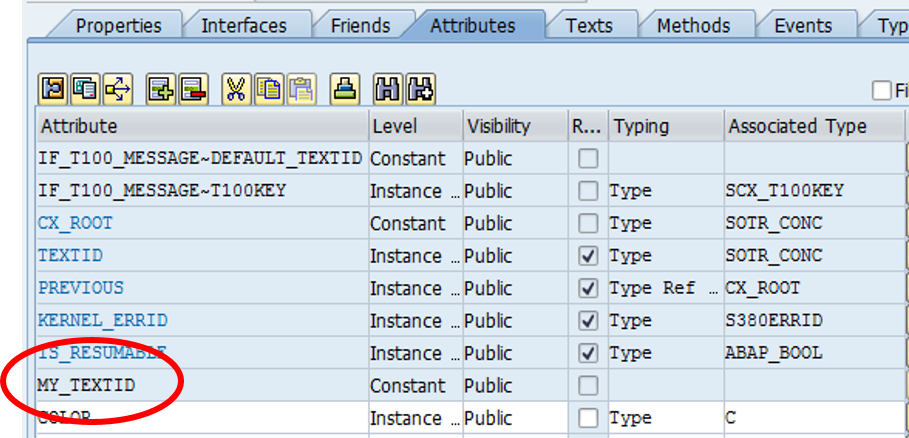 Properties Interfaces Friends Attributes Texts Methods Events Typ
Fi
Attribute Level Visibility R... Typing Associated Type
IF_T100_MESSAGE~DEFAULT_TEXTID Constant Public
IF_T100_MESSAGE~T100KEY Instance ... Public Type SCX_T100KEY
CX_ROOT Constant Public Type SOTR_CONC
TEXTID Instance ... Public Type SOTR_CONC
PREVIOUS Instance ... Public Type Ref ... CX_ROOT
KERNEL_ERRID Instance ... Public Type S380ERRID
IS_RESUMABLE Instance ... Public Type ABAP_BOOL
MY_TEXTID Constant Public
COLOR Instance ... Public Type C